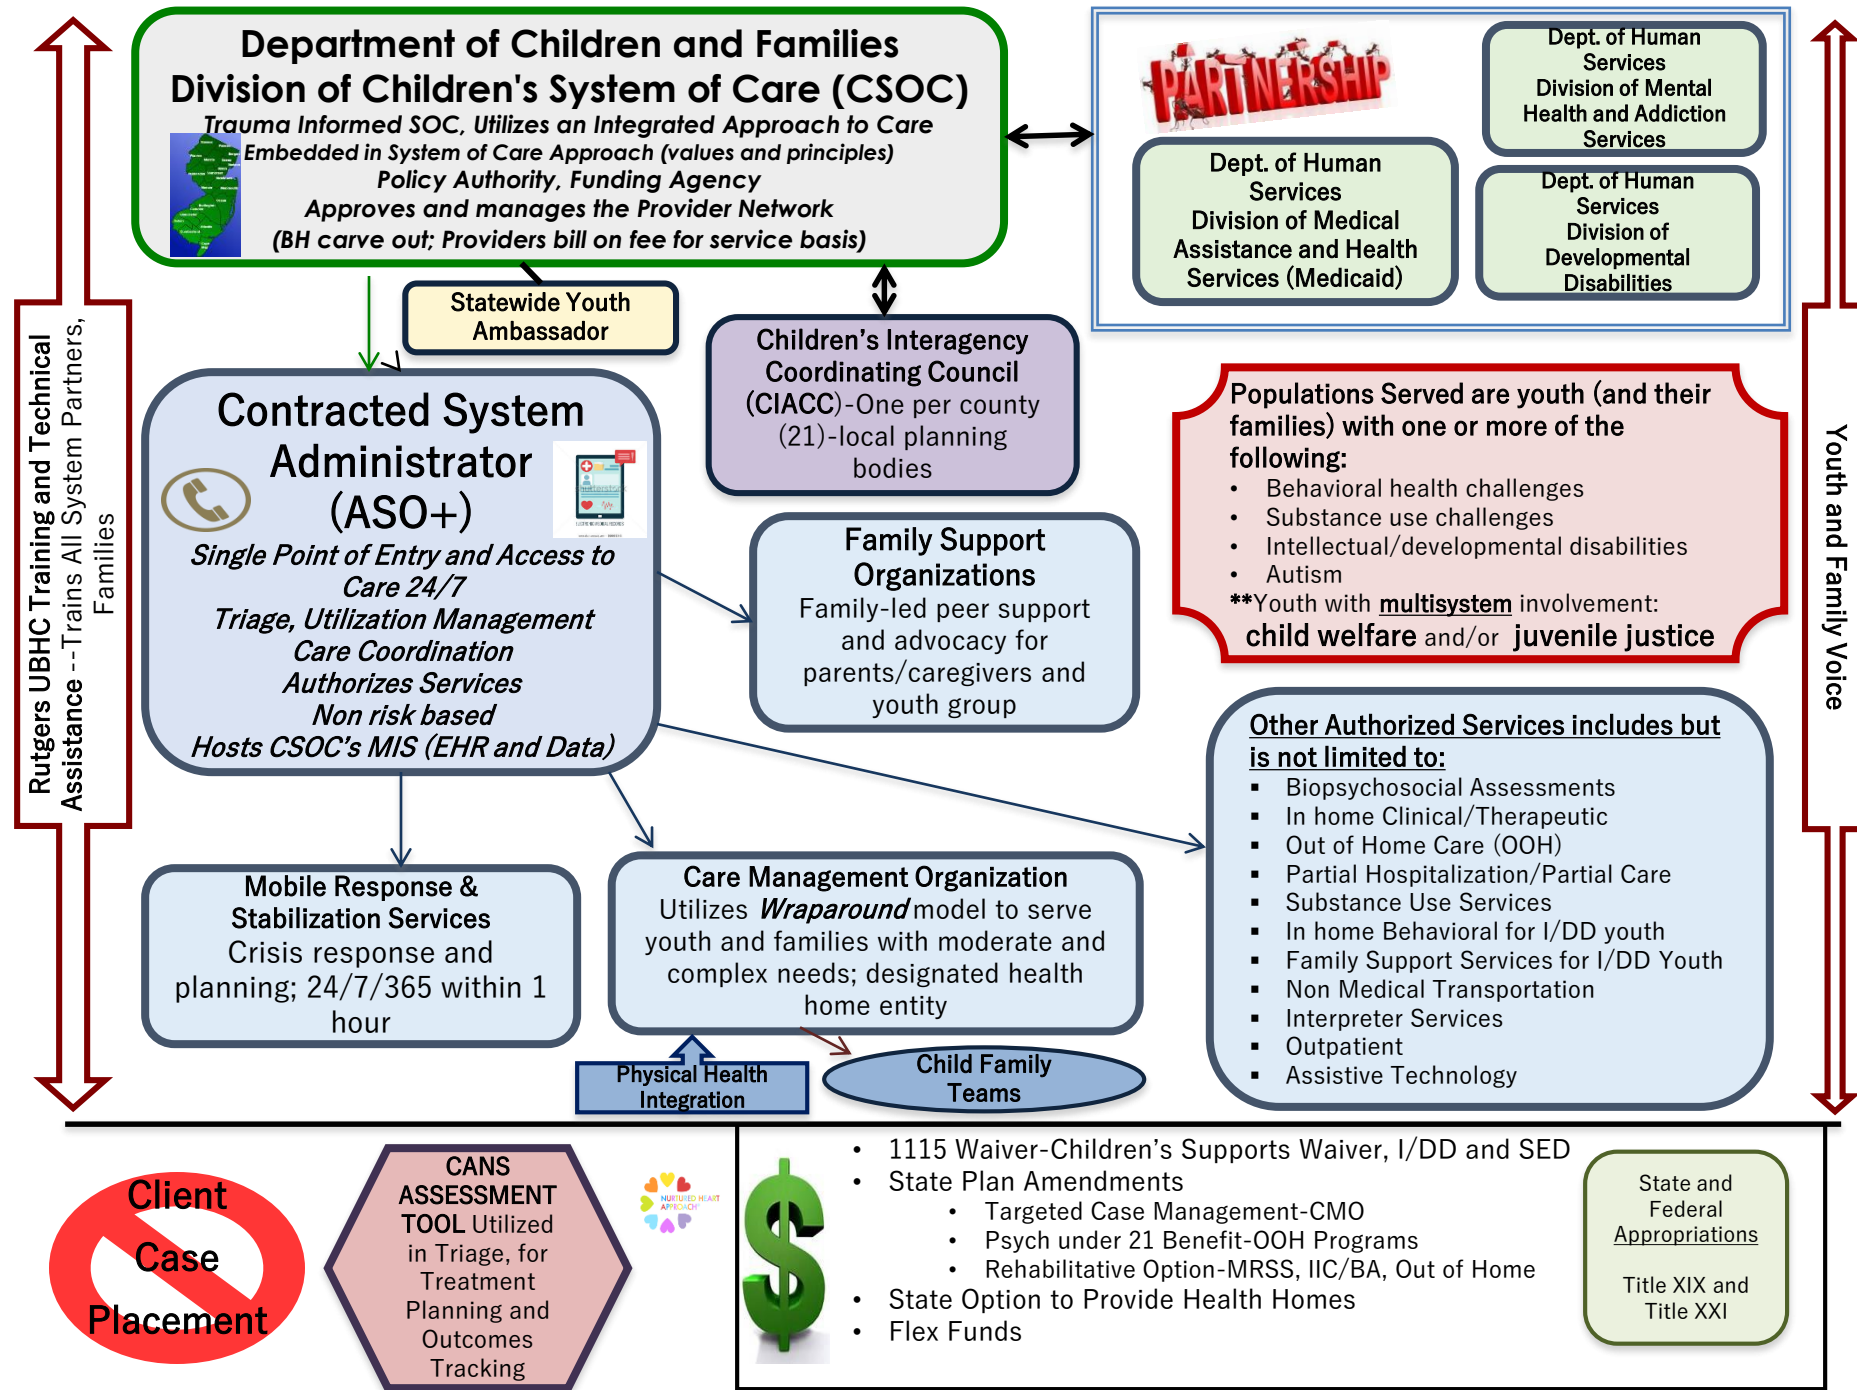 Department of Children and Families
Division of Children's System of Care (CSOC)
Trauma Informed SOC, Utilizes an Integrated Approach to Care
Embedded in System of Care Approach (values and principles)
Policy Authority, Funding Agency
Approves and manages the Provider Network
(BH carve out; Providers bill on fee for service basis)
PARTNERSHIP
Dept. of Human
Services
Division of Mental
Health and Addiction
Services
Dept. of Human
Services
Division of Medical
Assistance and Health
Services (Medicaid)
Dept. of Human
Services
Division of
Developmental
Disabilities
Statewide Youth
Ambassador
Children's Interagency
Coordinating Council
(CIACC)-One per county
(21)-local planning
bodies
Rutgers UBHC Training and Technical
Assistance --Trains All System Partners,
Families
Contracted System
Administrator
(ASO+)
Single Point of Entry and Access to
Care 24/7
Triage, Utilization Management
Care Coordination
Authorizes Services
Non risk based
Hosts CSOC's MIS (EHR and Data)
Family Support
Organizations
Family-led peer support
and advocacy for
parents/caregivers and
youth group
Populations Served are youth (and their
families) with one or more of the
following:
• Behavioral health challenges
• Substance use challenges
• Intellectual/developmental disabilities
• Autism
**Youth with multisystem involvement:
child welfare and/or juvenile justice
Youth and Family Voice
Other Authorized Services includes but
is not limited to:
▪ Biopsychosocial Assessments
▪ In home Clinical/Therapeutic
▪ Out of Home Care (OOH)
▪ Partial Hospitalization/Partial Care
▪ Substance Use Services
▪ In home Behavioral for I/DD youth
▪ Family Support Services for I/DD Youth
▪ Non Medical Transportation
▪ Interpreter Services
▪ Outpatient
▪ Assistive Technology
Mobile Response &
Stabilization Services
Crisis response and
planning; 24/7/365 within 1
hour
Care Management Organization
Utilizes Wraparound model to serve
youth and families with moderate and
complex needs; designated health
home entity
Physical Health
Integration
Child Family
Teams
Client
Case
Placement
CANS
ASSESSMENT
TOOL Utilized
in Triage, for
Treatment
Planning and
Outcomes
Tracking
NURTURED HEART
APPROACH
• 1115 Waiver-Children's Supports Waiver, I/DD and SED
• State Plan Amendments
• Targeted Case Management-CMO
• Psych under 21 Benefit-OOH Programs
• Rehabilitative Option-MRSS, IIC/BA, Out of Home
• State Option to Provide Health Homes
• Flex Funds
State and
Federal
Appropriations
Title XIX and
Title XXI